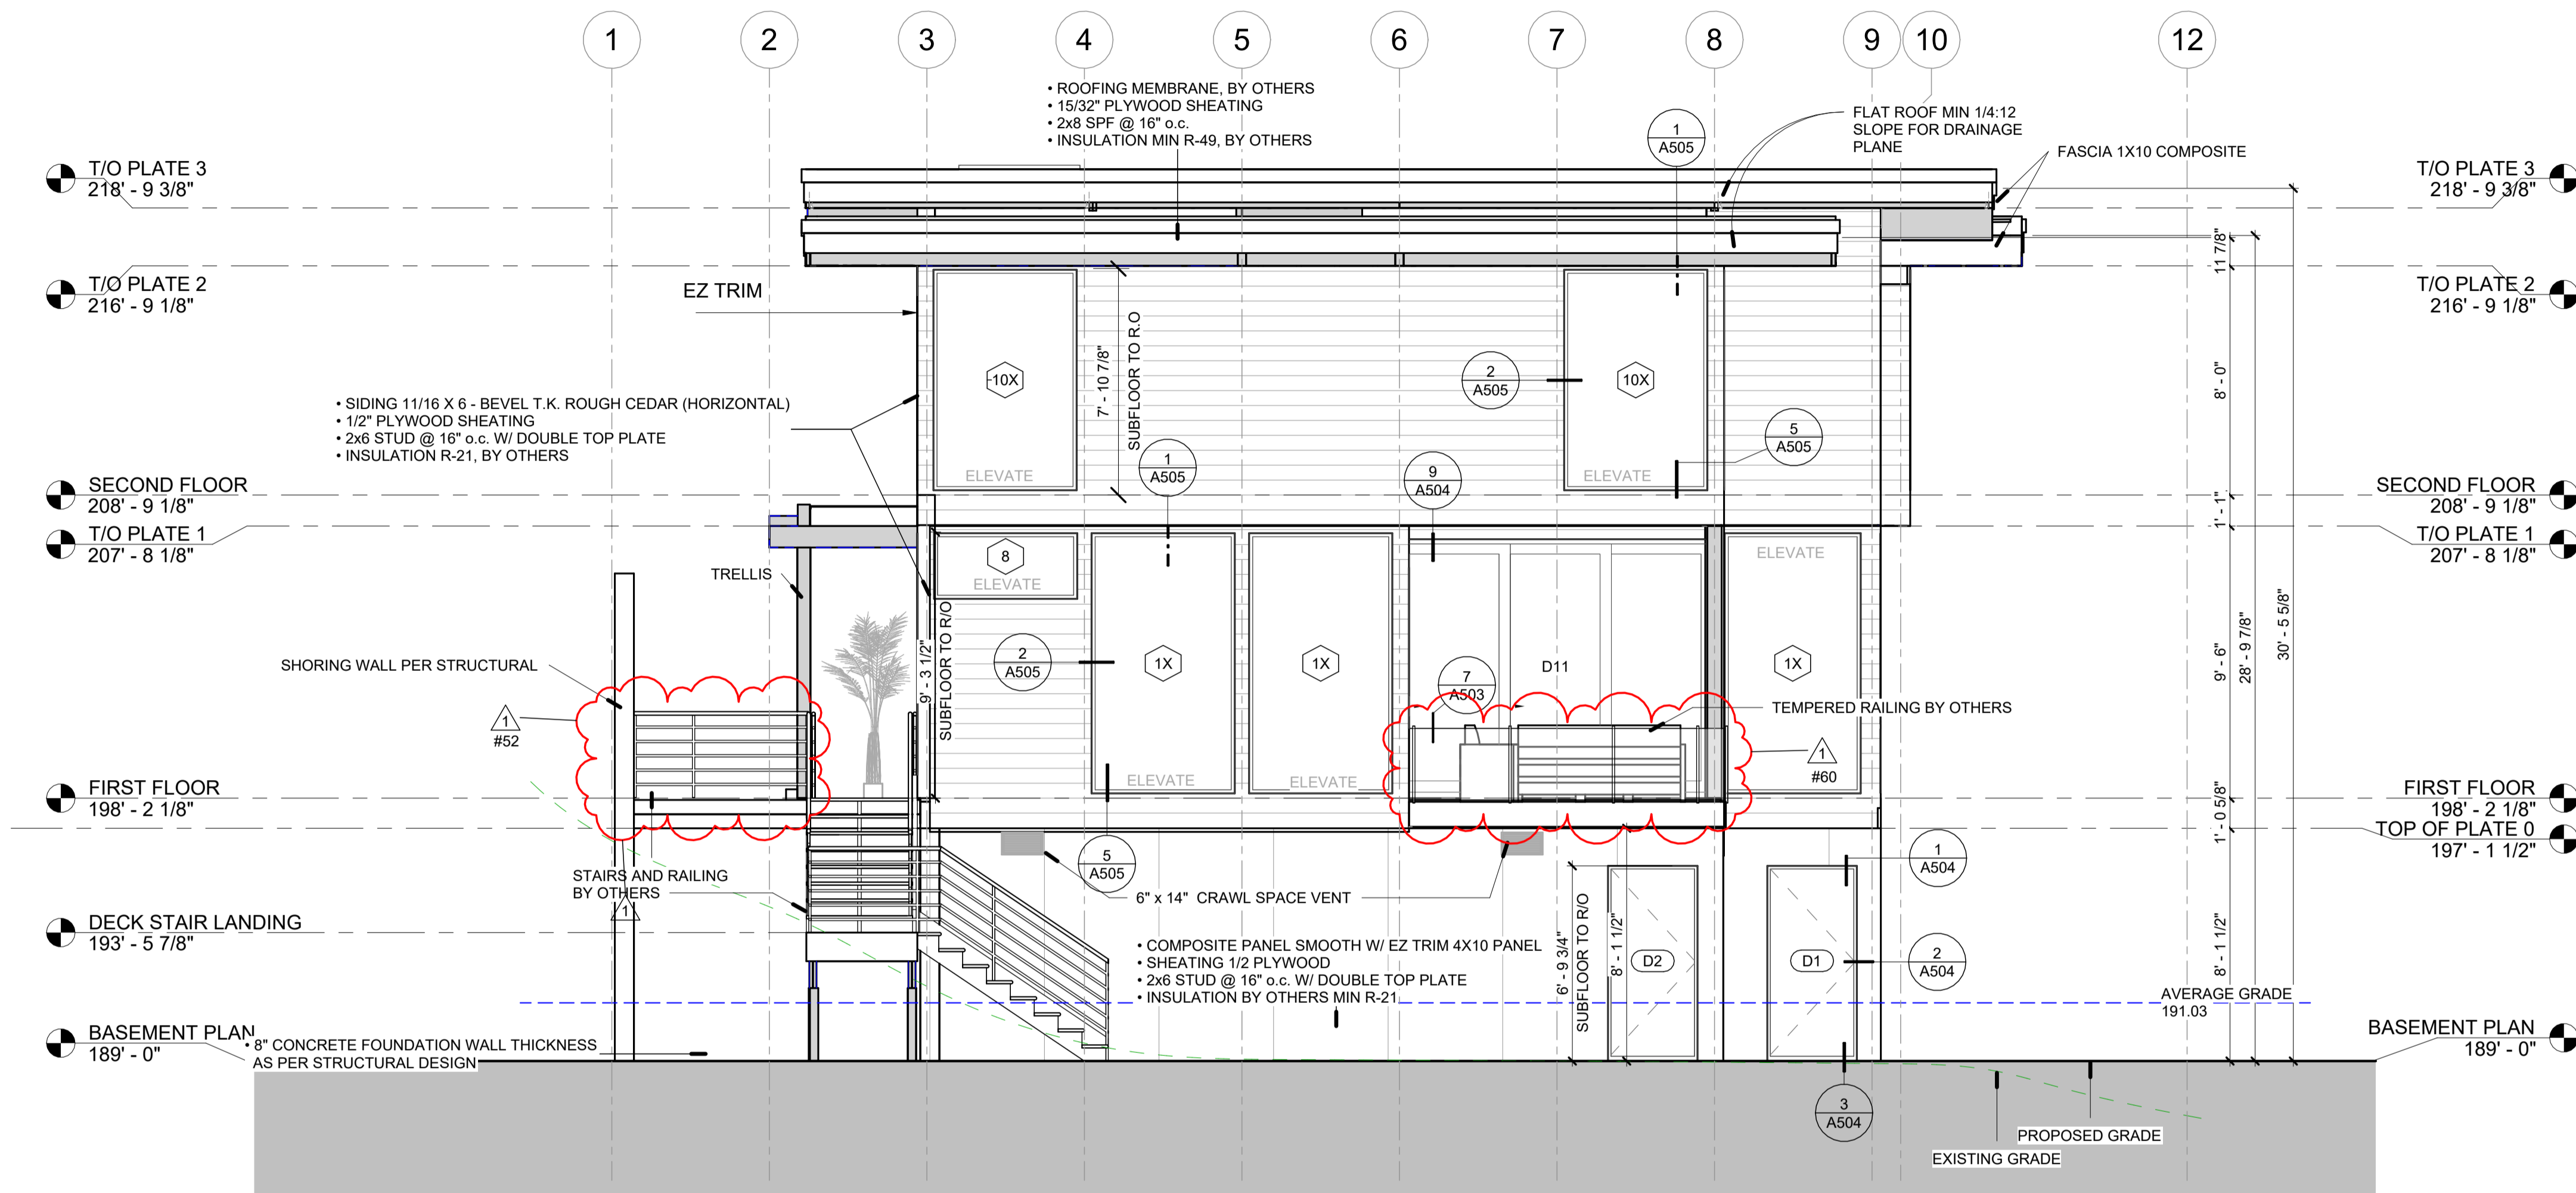 1
2
3
4
5
6
7
8
9
10
12
• ROOFING MEMBRANE, BY OTHERS
• 15/32" PLYWOOD SHEATING
• 2x8 SPF @ 16" o.c.
• INSULATION MIN R-49, BY OTHERS
1
A505
FLAT ROOF MIN 1/4:12
SLOPE FOR DRAINAGE
PLANE
FASCIA 1X10 COMPOSITE
T/O PLATE 3
218' - 9 3/8"
T/O PLATE 3
218' - 9 3/8"
T/O PLATE 2
216' - 9 1/8"
T/O PLATE 2
216' - 9 1/8"
EZ TRIM
11 7/8"
8' - 0"
7' - 10 7/8"
SUBFLOOR TO R.O
10X
ELEVATE
2
A505
10X
ELEVATE
5
A505
• SIDING 11/16 X 6 - BEVEL T.K. ROUGH CEDAR (HORIZONTAL)
• 1/2" PLYWOOD SHEATING
• 2x6 STUD @ 16" o.c. W/ DOUBLE TOP PLATE
• INSULATION R-21, BY OTHERS
1
A505
9
A504
SECOND FLOOR
208' - 9 1/8"
SECOND FLOOR
208' - 9 1/8"
1' - 1"
T/O PLATE 1
207' - 8 1/8"
T/O PLATE 1
207' - 8 1/8"
TRELLIS
8
ELEVATE
ELEVATE
9' - 3 1/2"
SUBFLOOR TO R/O
SHORING WALL PER STRUCTURAL
2
A505
1X
ELEVATE
1X
ELEVATE
7
A503
D11
1X
9' - 6"
28' - 9 7/8"
30' - 5 5/8"
TEMPERED RAILING BY OTHERS
1
#52
1
#60
FIRST FLOOR
198' - 2 1/8"
FIRST FLOOR
198' - 2 1/8"
1' - 0 5/8"
TOP OF PLATE 0
197' - 1 1/2"
5
A505
1
A504
STAIRS AND RAILING
BY OTHERS
1
6" x 14" CRAWL SPACE VENT
DECK STAIR LANDING
193' - 5 7/8"
• COMPOSITE PANEL SMOOTH W/ EZ TRIM 4X10 PANEL
• SHEATING 1/2 PLYWOOD
• 2x6 STUD @ 16" o.c. W/ DOUBLE TOP PLATE
• INSULATION BY OTHERS MIN R-21
6' - 9 3/4"
SUBFLOOR TO R/O
8' - 1 1/2"
D2
D1
2
A504
8' - 1 1/2"
AVERAGE GRADE
191.03
BASEMENT PLAN
189' - 0"
BASEMENT PLAN
189' - 0"
• 8" CONCRETE FOUNDATION WALL THICKNESS
AS PER STRUCTURAL DESIGN
3
A504
PROPOSED GRADE
EXISTING GRADE